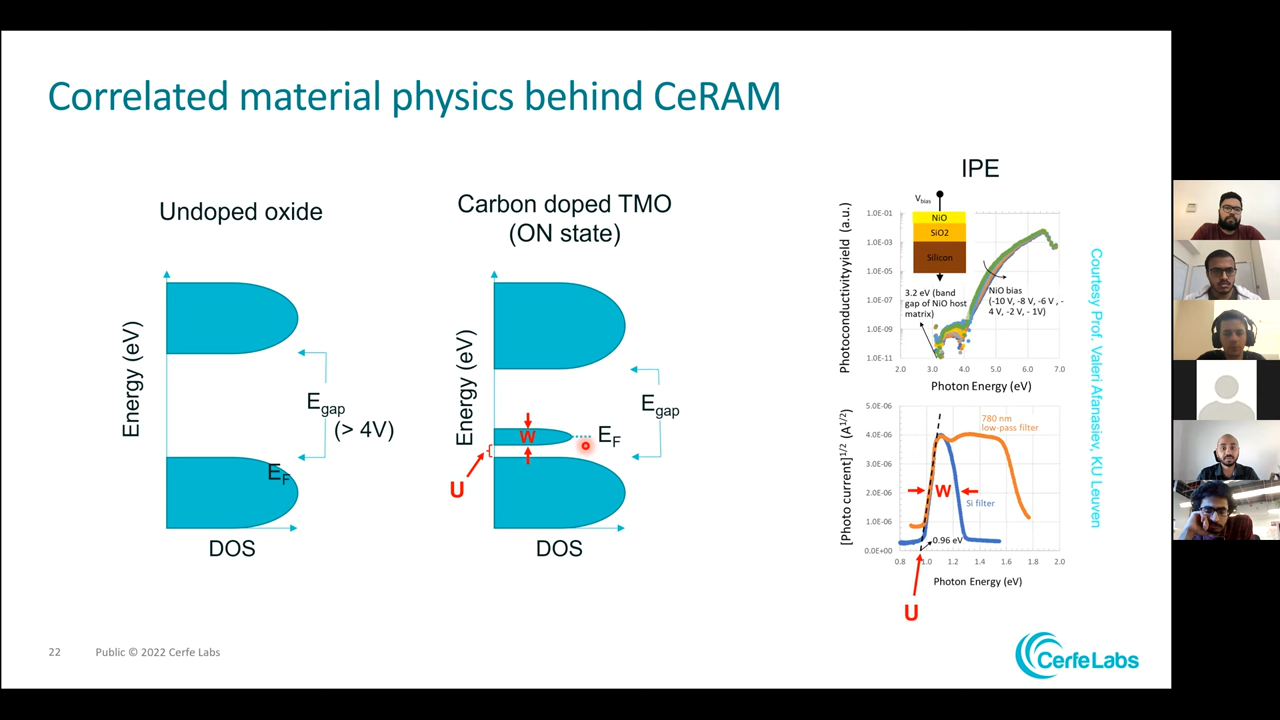 Correlated material physics behind CeRAM
Undoped oxide
Energy (eV)
E_gap
(> 4V)
E_F
DOS
Carbon doped TMO
(ON state)
Energy (eV)
W
E_F
E_gap
U
DOS
IPE
V_bias
NiO
SiO2
Silicon
Photoconductivityyield (a.u.)
1.0E-01
1.0E-03
1.0E-05
1.0E-07
1.0E-09
1.0E-11
3.2 eV (band
gap of NiO host
matrix)
NiO bias
(-10 V, -8 V, -6 V , -
4 V, -2 V, - 1V)
2.0 3.0 4.0 5.0 6.0 7.0
Photon Energy (eV)
[Photo current]^1/2 (A^1/2)
5.0E-06
4.0E-06
3.0E-06
2.0E-06
1.0E-06
0.0E+00
780 nm
low-pass filter
W
Si filter
0.96 eV
0.8 1.0 1.2 1.4 1.6 1.8 2.0
Photon Energy (eV)
U
Courtesy Prof. Valeri Afanasiev, KU Leuven
22 Public © 2022 Cerfe Labs
CerfeLabs